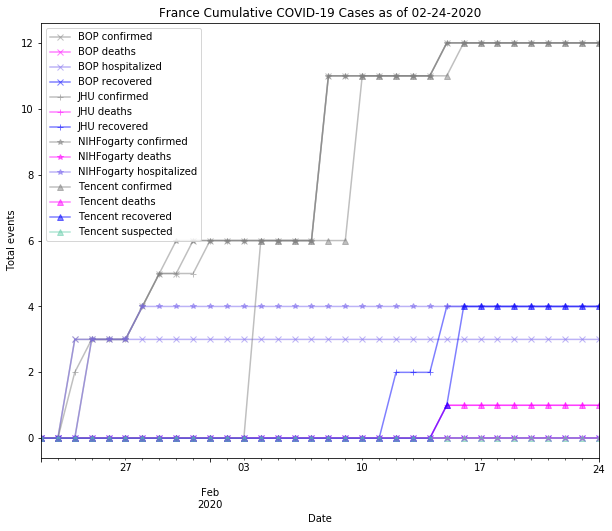 France Cumulative COVID-19 Cases as of 02-24-2020
BOP confirmed
BOP deaths
BOP hospitalized
BOP recovered
JHU confirmed
JHU deaths
JHU recovered
NIHFogarty confirmed
NIHFogarty deaths
NIHFogarty hospitalized
Tencent confirmed
Tencent deaths
Tencent recovered
Tencent suspected
Total events
12
10
8
6
4
2
0
27
03
10
17
24
Feb
2020
Date